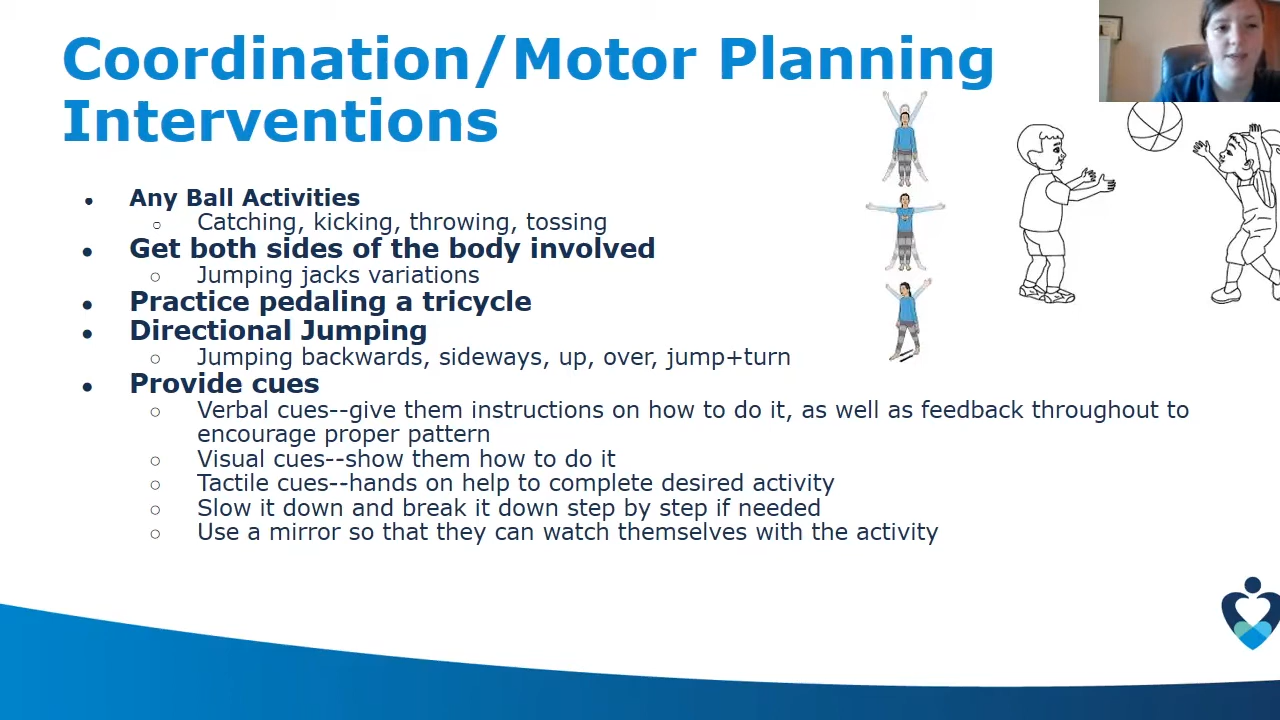 Coordination/Motor Planning
Interventions
• Any Ball Activities
○ Catching, kicking, throwing, tossing
• Get both sides of the body involved
○ Jumping jacks variations
• Practice pedaling a tricycle
• Directional Jumping
○ Jumping backwards, sideways, up, over, jump+turn
• Provide cues
○ Verbal cues--give them instructions on how to do it, as well as feedback throughout to
encourage proper pattern
○ Visual cues--show them how to do it
○ Tactile cues--hands on help to complete desired activity
○ Slow it down and break it down step by step if needed
○ Use a mirror so that they can watch themselves with the activity